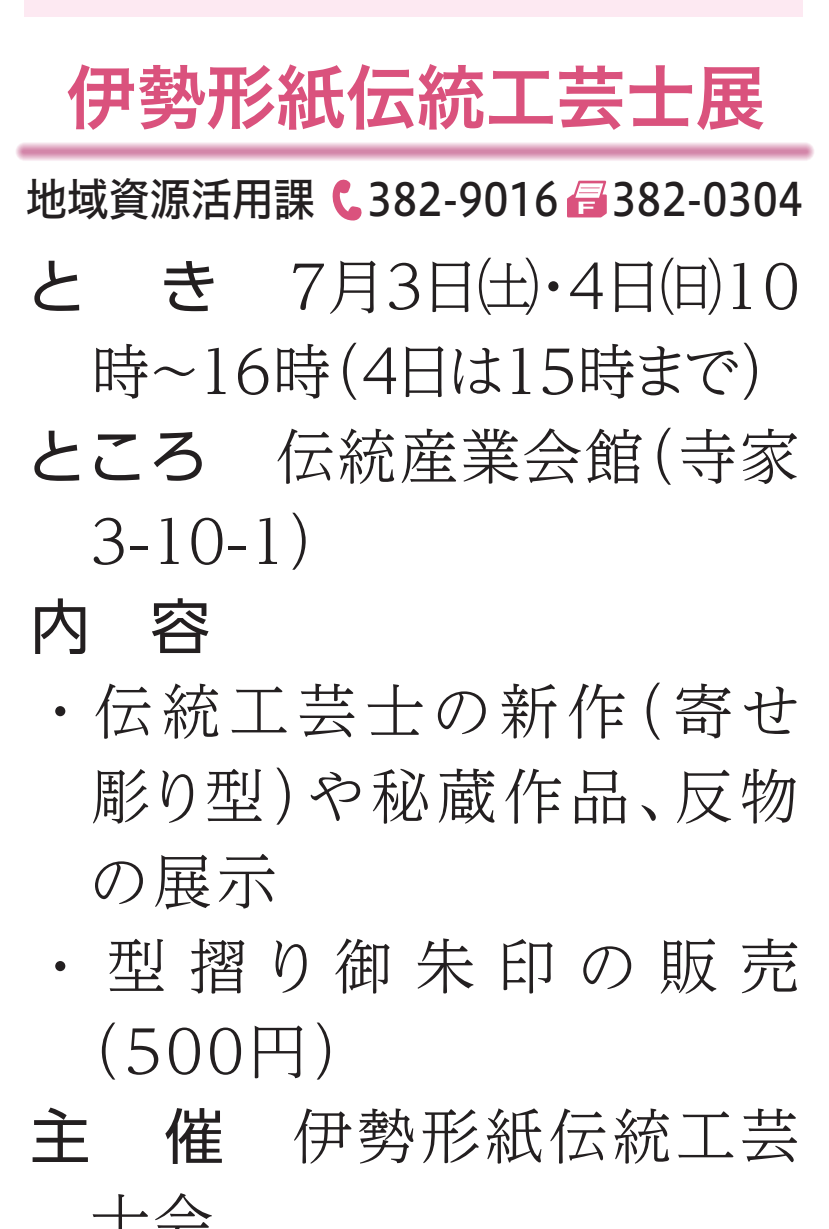 伊勢形紙伝統工芸士展
地域資源活用課 382-9016 F 382-0304
と　き　7月3日㈯・4日㈰10
時～16時(4日は15時まで)
ところ　伝統産業会館(寺家
3-10-1)
内　容
・伝統工芸士の新作(寄せ
彫り型)や秘蔵作品、反物
の展示
・型摺り御朱印の販売
(500円)
主　催　伊勢形紙伝統工芸
士会